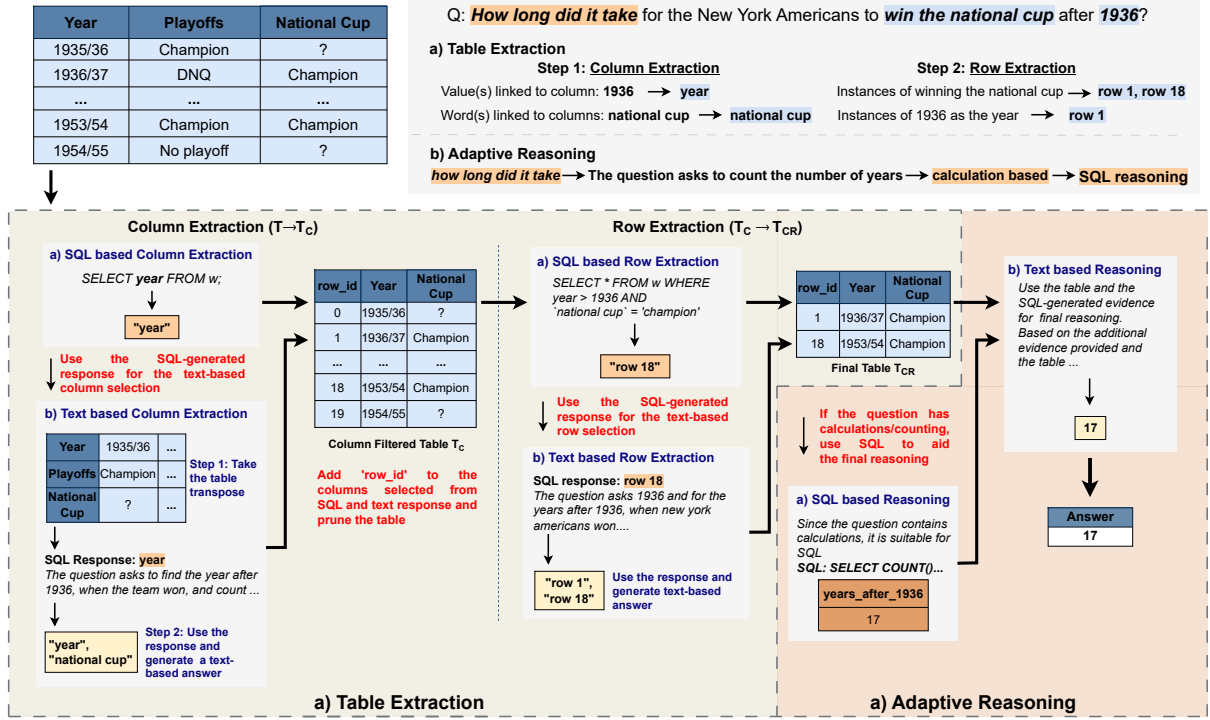 Year Playoffs National Cup
1935/36 Champion ?
1936/37 DNQ Champion
... ... ...
1953/54 Champion Champion
1954/55 No playoff ?
Q: How long did it take for the New York Americans to win the national cup after 1936?
a) Table Extraction
Step 1: Column Extraction
Value(s) linked to column: 1936 → year
Word(s) linked to columns: national cup → national cup
Step 2: Row Extraction
Instances of winning the national cup → row 1, row 18
Instances of 1936 as the year → row 1
b) Adaptive Reasoning
how long did it take → The question asks to count the number of years → calculation based → SQL reasoning
Column Extraction (T→TC)
a) SQL based Column Extraction
SELECT year FROM w;
"year"
Use the SQL-generated
response for the text-based
column selection
b) Text based Column Extraction
Year 1935/36 ...
Playoffs Champion ...
National
Cup ? ...
Step 1: Take
the table
transpose
SQL Response: year
The question asks to find the year after
1936, when the team won, and count ...
"year",
"national cup"
Step 2: Use the
response and
generate a text-
based answer
row_id Year National
Cup
0 1935/36 ?
1 1936/37 Champion
... ... ...
18 1953/54 Champion
19 1954/55 ?
Column Filtered Table TC
Add 'row_id' to the
columns selected from
SQL and text response and
prune the table
Row Extraction (TC → TCR)
a) SQL based Row Extraction
SELECT * FROM w WHERE
year > 1936 AND
`national cup` = 'champion'
"row 18"
Use the SQL-generated
response for the text-based
row selection
b) Text based Row Extraction
SQL response: row 18
The question asks 1936 and for the
years after 1936, when new york
americans won....
"row 1",
"row 18"
Use the response and
generate text-based
answer
row_id Year National
Cup
1 1936/37 Champion
18 1953/54 Champion
Final Table TCR
If the question has
calculations/counting,
use SQL to aid
the final reasoning
a) SQL based Reasoning
Since the question contains
calculations, it is suitable for
SQL
SQL: SELECT COUNT()...
years_after_1936
17
b) Text based Reasoning
Use the table and the
SQL-generated evidence
for final reasoning.
Based on the additional
evidence provided and
the table ...
17
Answer
17
a) Table Extraction
a) Adaptive Reasoning